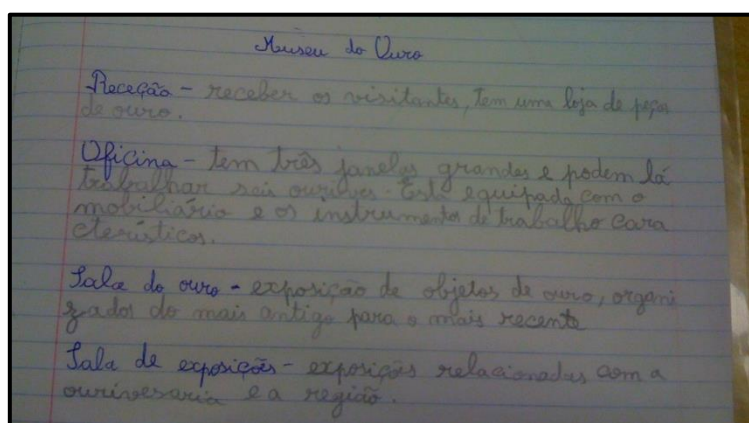 Museu do Ouro
Receção - receber os visitantes, tem uma loja de peças
de ouro.
Oficina - tem três janelas grandes e podem lá
trabalhar seis ourives. Está equipada com o
mobiliário e os instrumentos de trabalho cara
cterísticos.
Sala do ouro - exposição de objetos de ouro, organi
zados do mais antigo para o mais recente
Sala de exposições - exposições relacionadas com a
ourivesaria e a região.